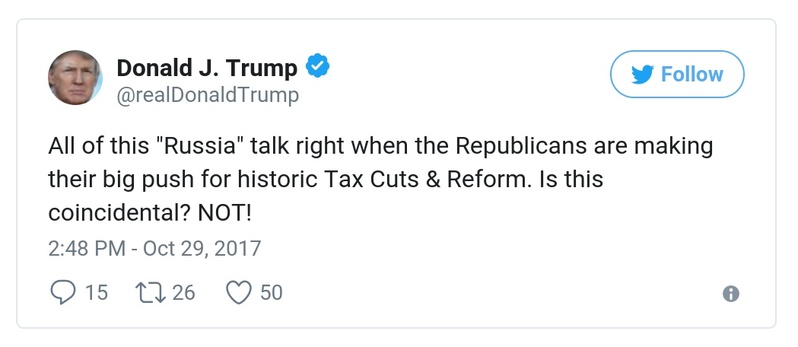 Donald J. Trump
Follow
@realDonaldTrump
All of this "Russia" talk right when the Republicans are making
their big push for historic Tax Cuts & Reform. Is this
coincidental? NOT!
2:48 PM - Oct 29, 2017
15 26 50